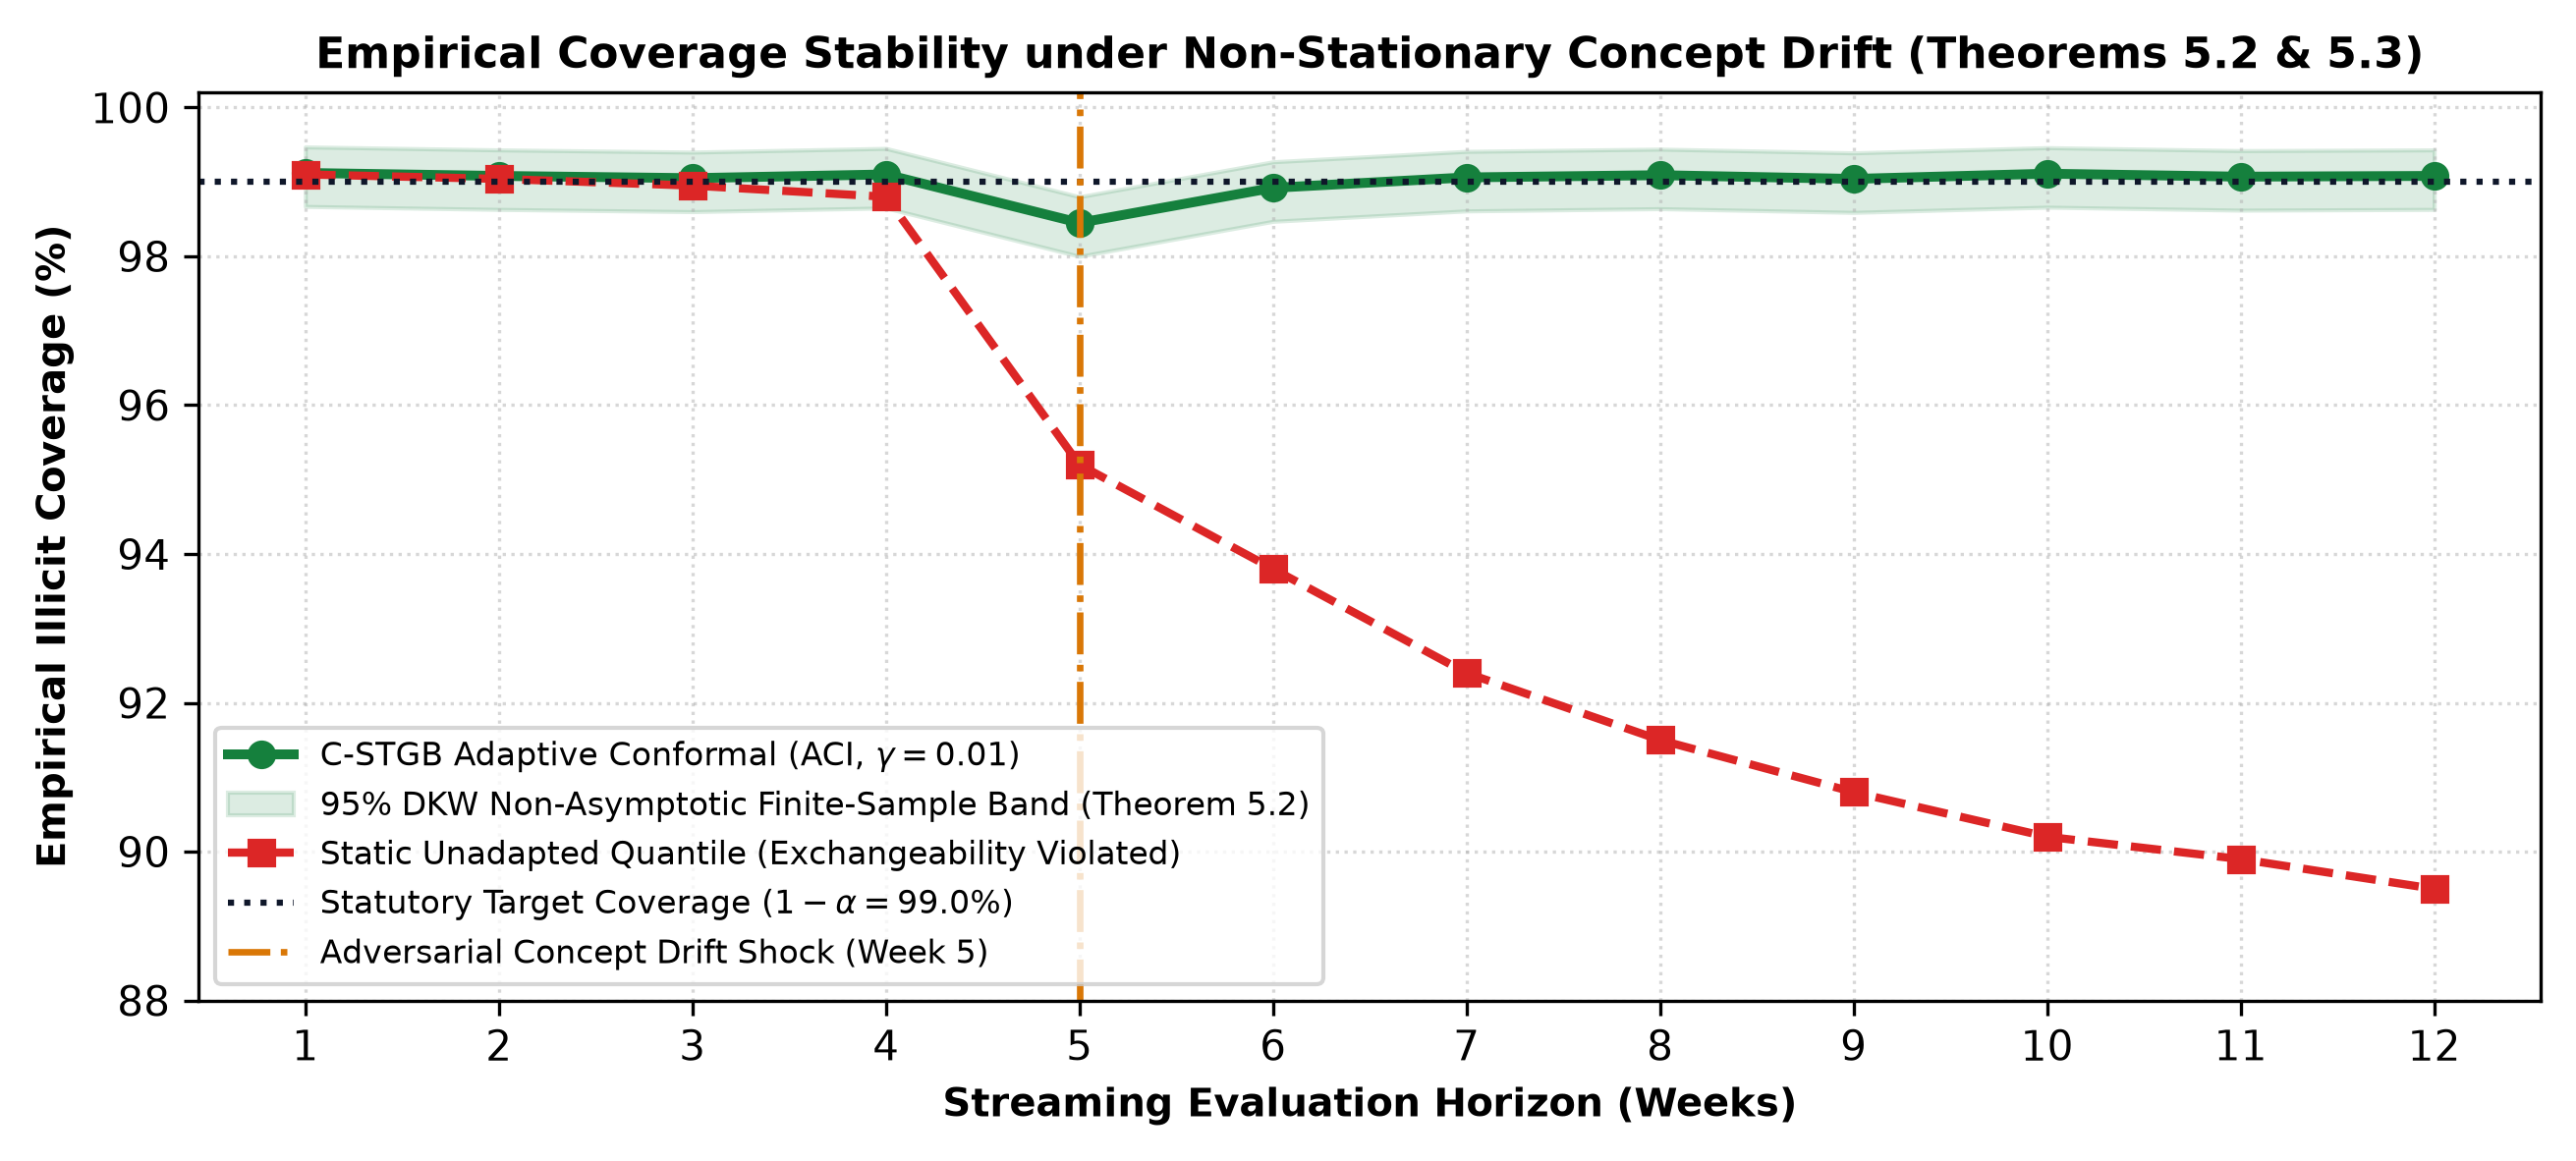 Empirical Coverage Stability under Non-Stationary Concept Drift (Theorems 5.2 & 5.3)
Empirical Illicit Coverage (%)
100
98
96
94
92
90
88
C-STGB Adaptive Conformal (ACI, γ = 0.01)
95% DKW Non-Asymptotic Finite-Sample Band (Theorem 5.2)
Static Unadapted Quantile (Exchangeability Violated)
Statutory Target Coverage (1 − α = 99.0%)
Adversarial Concept Drift Shock (Week 5)
1 2 3 4 5 6 7 8 9 10 11 12
Streaming Evaluation Horizon (Weeks)